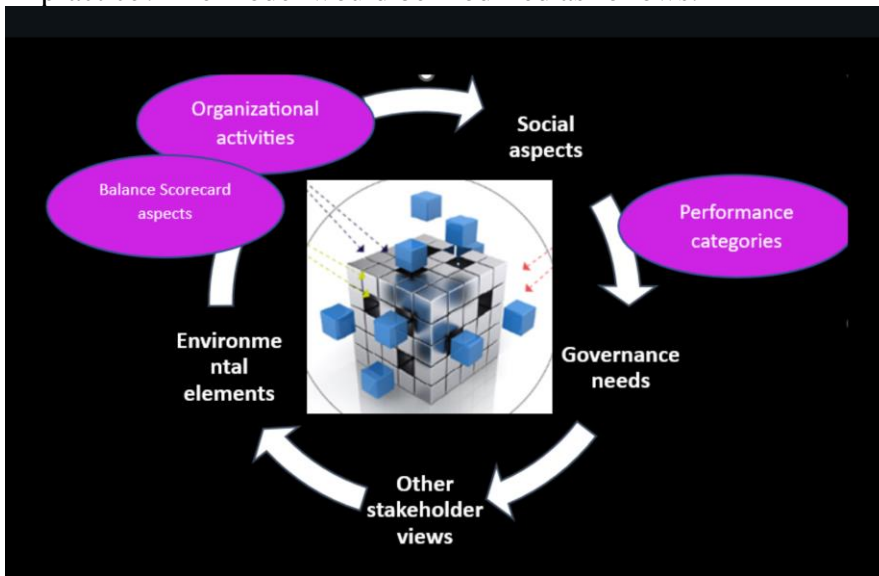 Organizational
activities
Balance Scorecard
aspects
Social
aspects
Performance
categories
Environme
ntal
elements
Governance
needs
Other
stakeholder
views